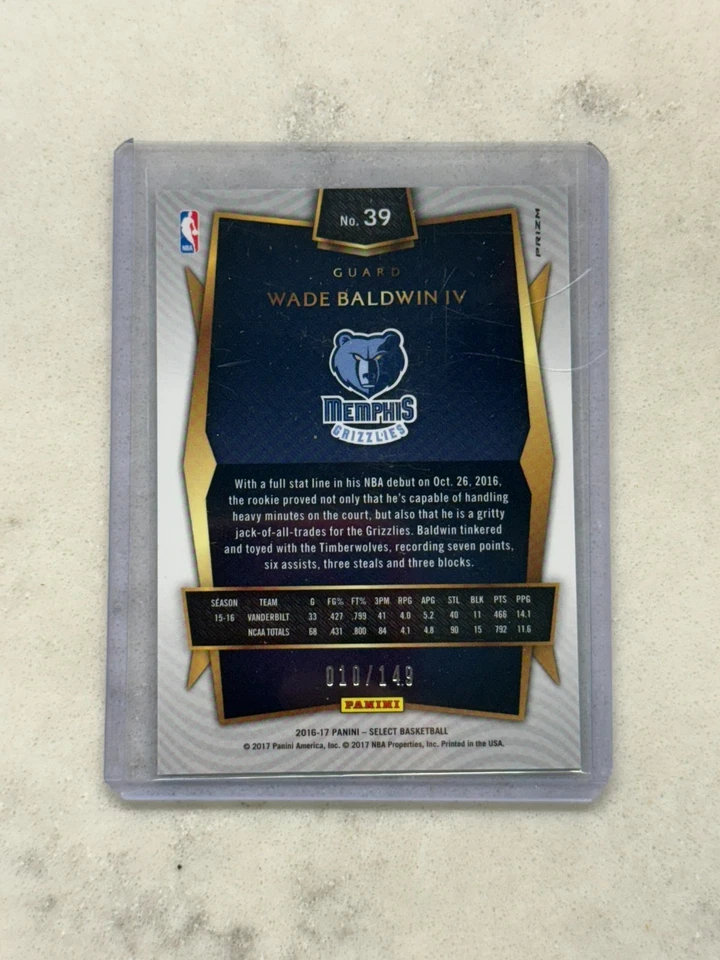 No. 39
NBA
PRIZM
GUARD
WADE BALDWIN IV
MEMPHIS
GRIZZLIES
With a full stat line in his NBA debut on Oct. 26, 2016,
the rookie proved not only that he's capable of handling
heavy minutes on the court, but also that he is a gritty
jack-of-all-trades for the Grizzlies. Baldwin tinkered
and toyed with the Timberwolves, recording seven points,
six assists, three steals and three blocks.
SEASON TEAM G FG% FT% 3PM RPG APG STL BLK PTS PPG
15-16 VANDERBILT 33 .427 .799 41 4.0 5.2 40 11 466 14.1
NCAA TOTALS 68 .431 .800 84 4.1 4.8 90 15 792 11.6
010/149
PANINI
2016-17 PANINI – SELECT BASKETBALL
© 2017 Panini America, Inc. © 2017 NBA Properties, Inc. Printed in the USA.